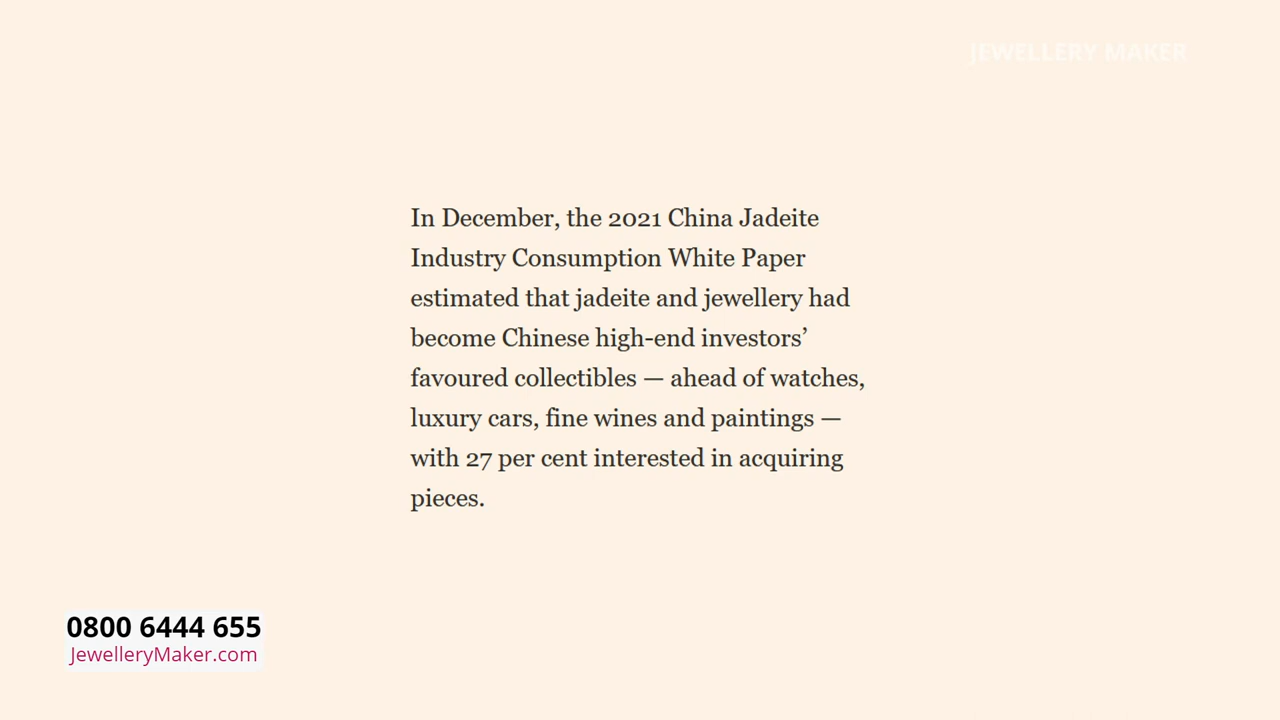 JEWELLERY MAKER
In December, the 2021 China Jadeite
Industry Consumption White Paper
estimated that jadeite and jewellery had
become Chinese high-end investors’
favoured collectibles — ahead of watches,
luxury cars, fine wines and paintings —
with 27 per cent interested in acquiring
pieces.
0800 6444 655
JewelleryMaker.com